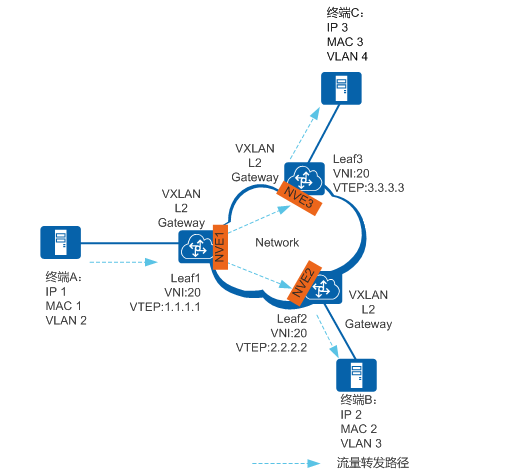 终端C：
IP 3
MAC 3
VLAN 4
VXLAN
L2
Gateway
Leaf3
VNI:20
VTEP:3.3.3.3
NVE3
VXLAN
L2
Gateway
NVE1
Network
终端A：
IP 1
MAC 1
VLAN 2
Leaf1
VNI:20
VTEP:1.1.1.1
NVE2
VXLAN
L2
Gateway
Leaf2
VNI:20
VTEP:2.2.2.2
终端B：
IP 2
MAC 2
VLAN 3
流量转发路径